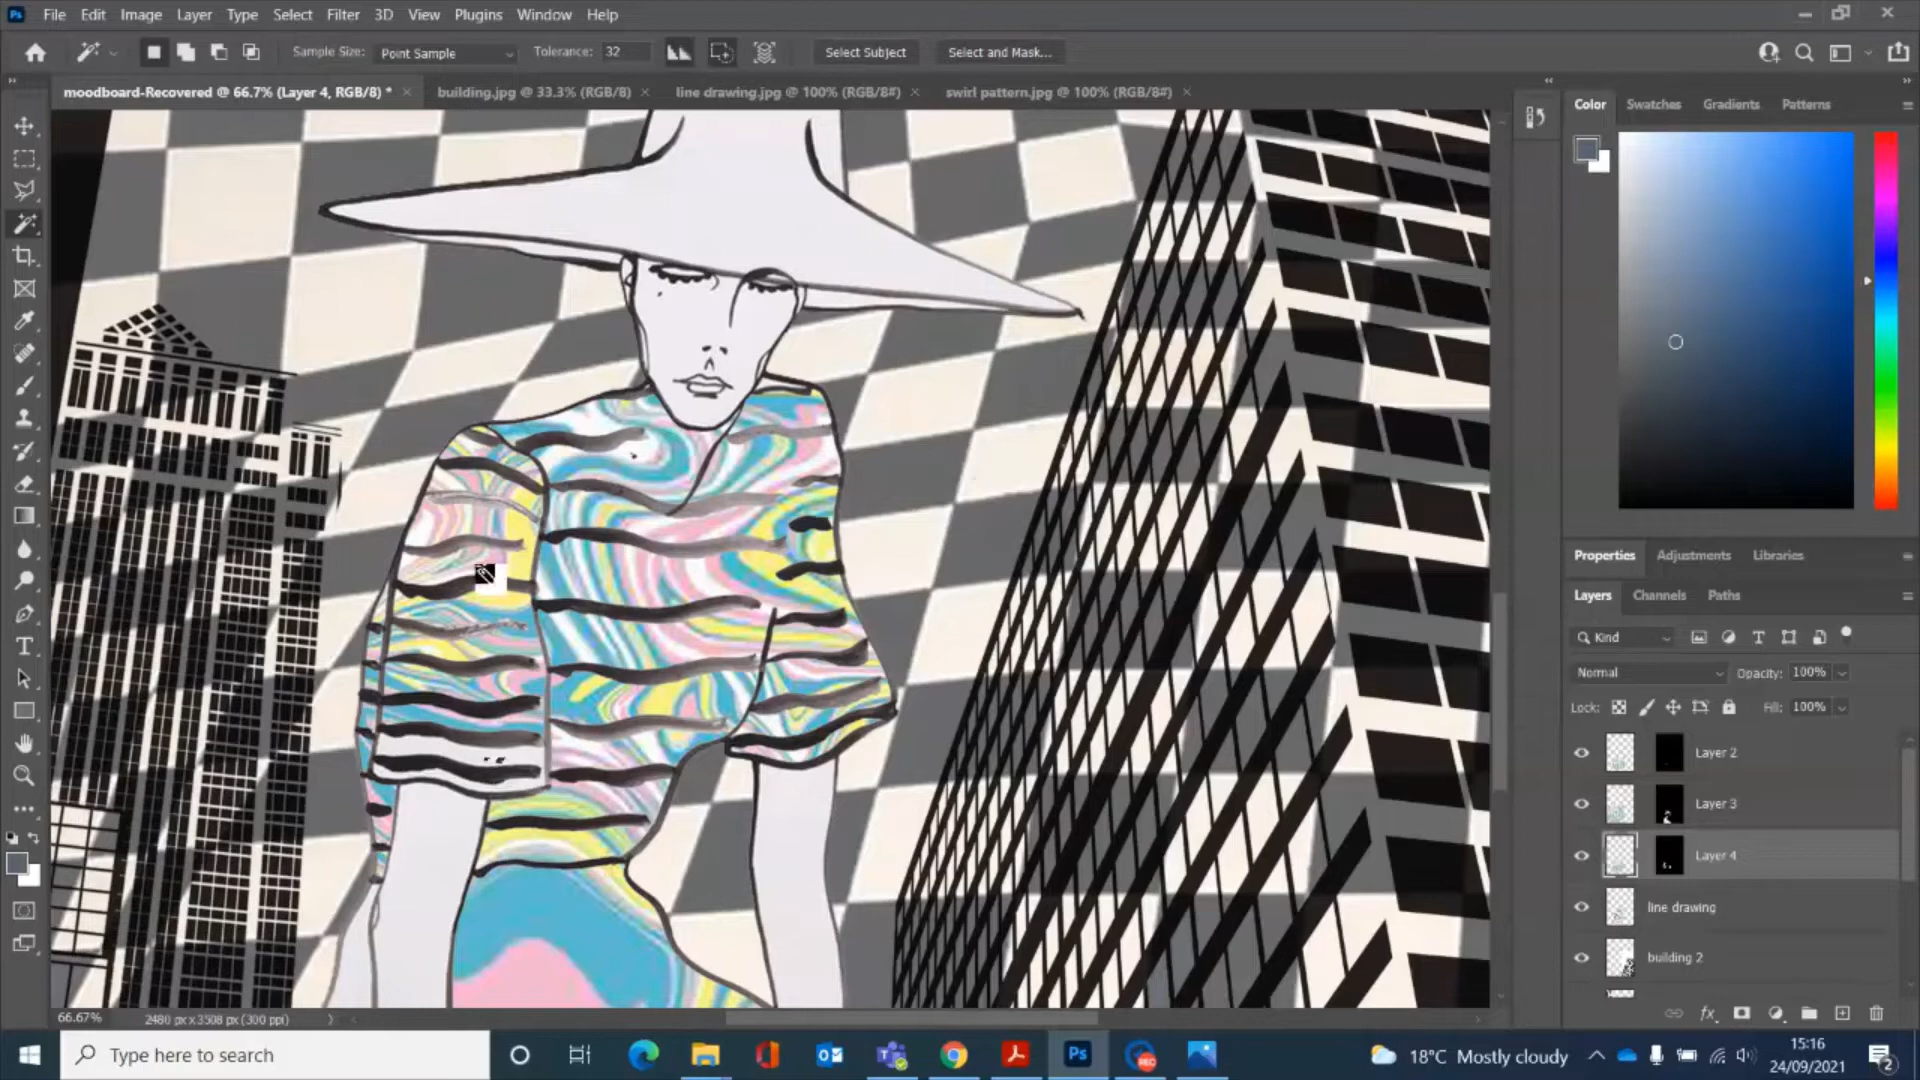 Ps File Edit Image Layer Type Select Filter 3D View Plugins Window Help
Sample Size: Point Sample Tolerance: 32 Select Subject Select and Mask...
moodboard-Recovered @ 66.7% (Layer 4, RGB/8) * building.jpg @ 33.3% (RGB/8) line drawing.jpg @ 100% (RGB/8#) swirl pattern.jpg @ 100% (RGB/8#)
Color Swatches Gradients Patterns
Properties Adjustments Libraries
Layers Channels Paths
Kind
Normal Opacity: 100%
Lock: Fill: 100%
Layer 2
Layer 3
Layer 4
line drawing
building 2
66.67% 2480 px x 3508 px (300 ppi)
Type here to search
Ps
REC
18°C Mostly cloudy
15:16
24/09/2021
2